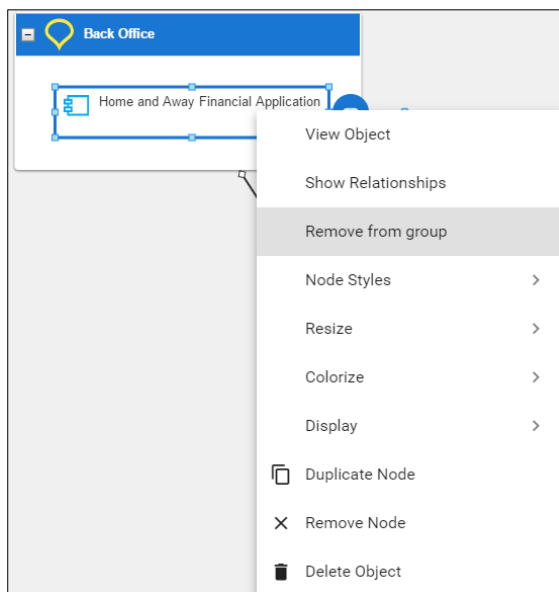 Back Office
Home and Away Financial Application
View Object
Show Relationships
Remove from group
Node Styles
Resize
Colorize
Display
Duplicate Node
Remove Node
Delete Object